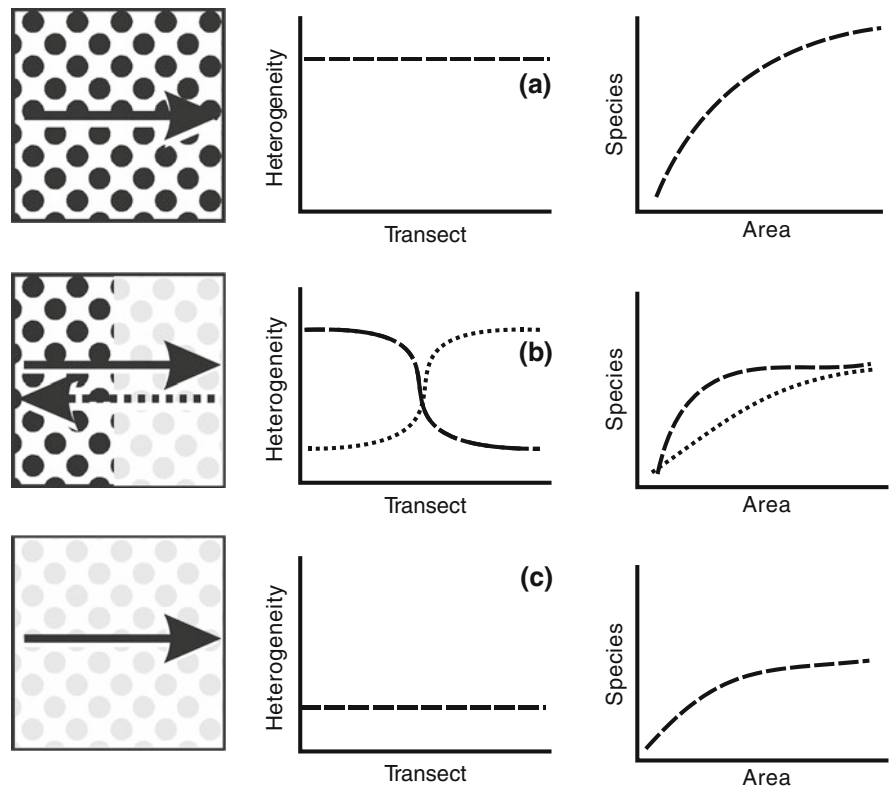 Heterogeneity
(a)
Transect
Species
Area
Heterogeneity
(b)
Transect
Species
Area
Heterogeneity
(c)
Transect
Species
Area